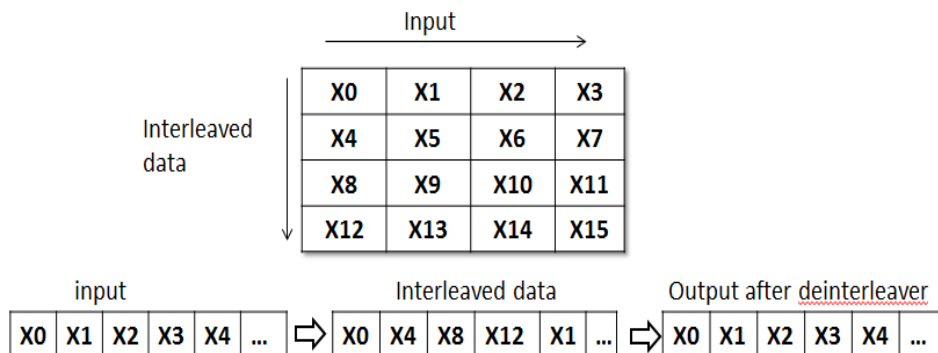 Input
X0 X1 X2 X3
Interleaved
data
X4 X5 X6 X7
X8 X9 X10 X11
X12 X13 X14 X15
input
Interleaved data
Output after deinterleaver
X0 X1 X2 X3 X4 ...
X0 X4 X8 X12 X1 ...
X0 X1 X2 X3 X4 ...